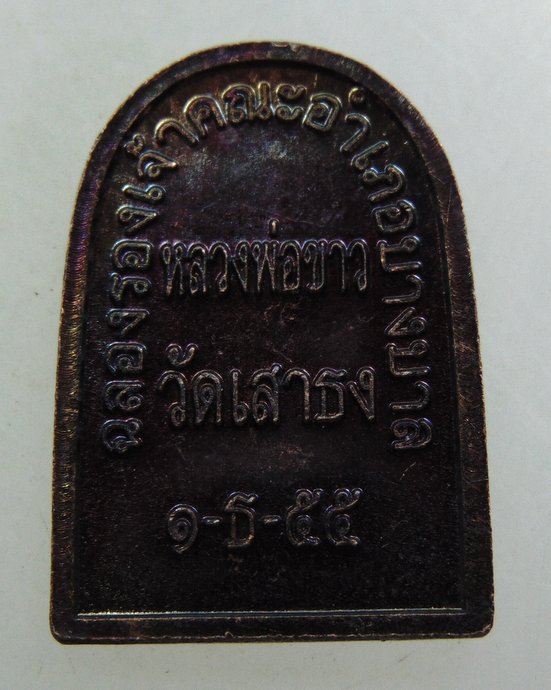 ฉลองรองเจ้าคณะอำเภอบางบาล
หลวงพ่อขาว
วัดเสาธง
๑-ธ-๕๕